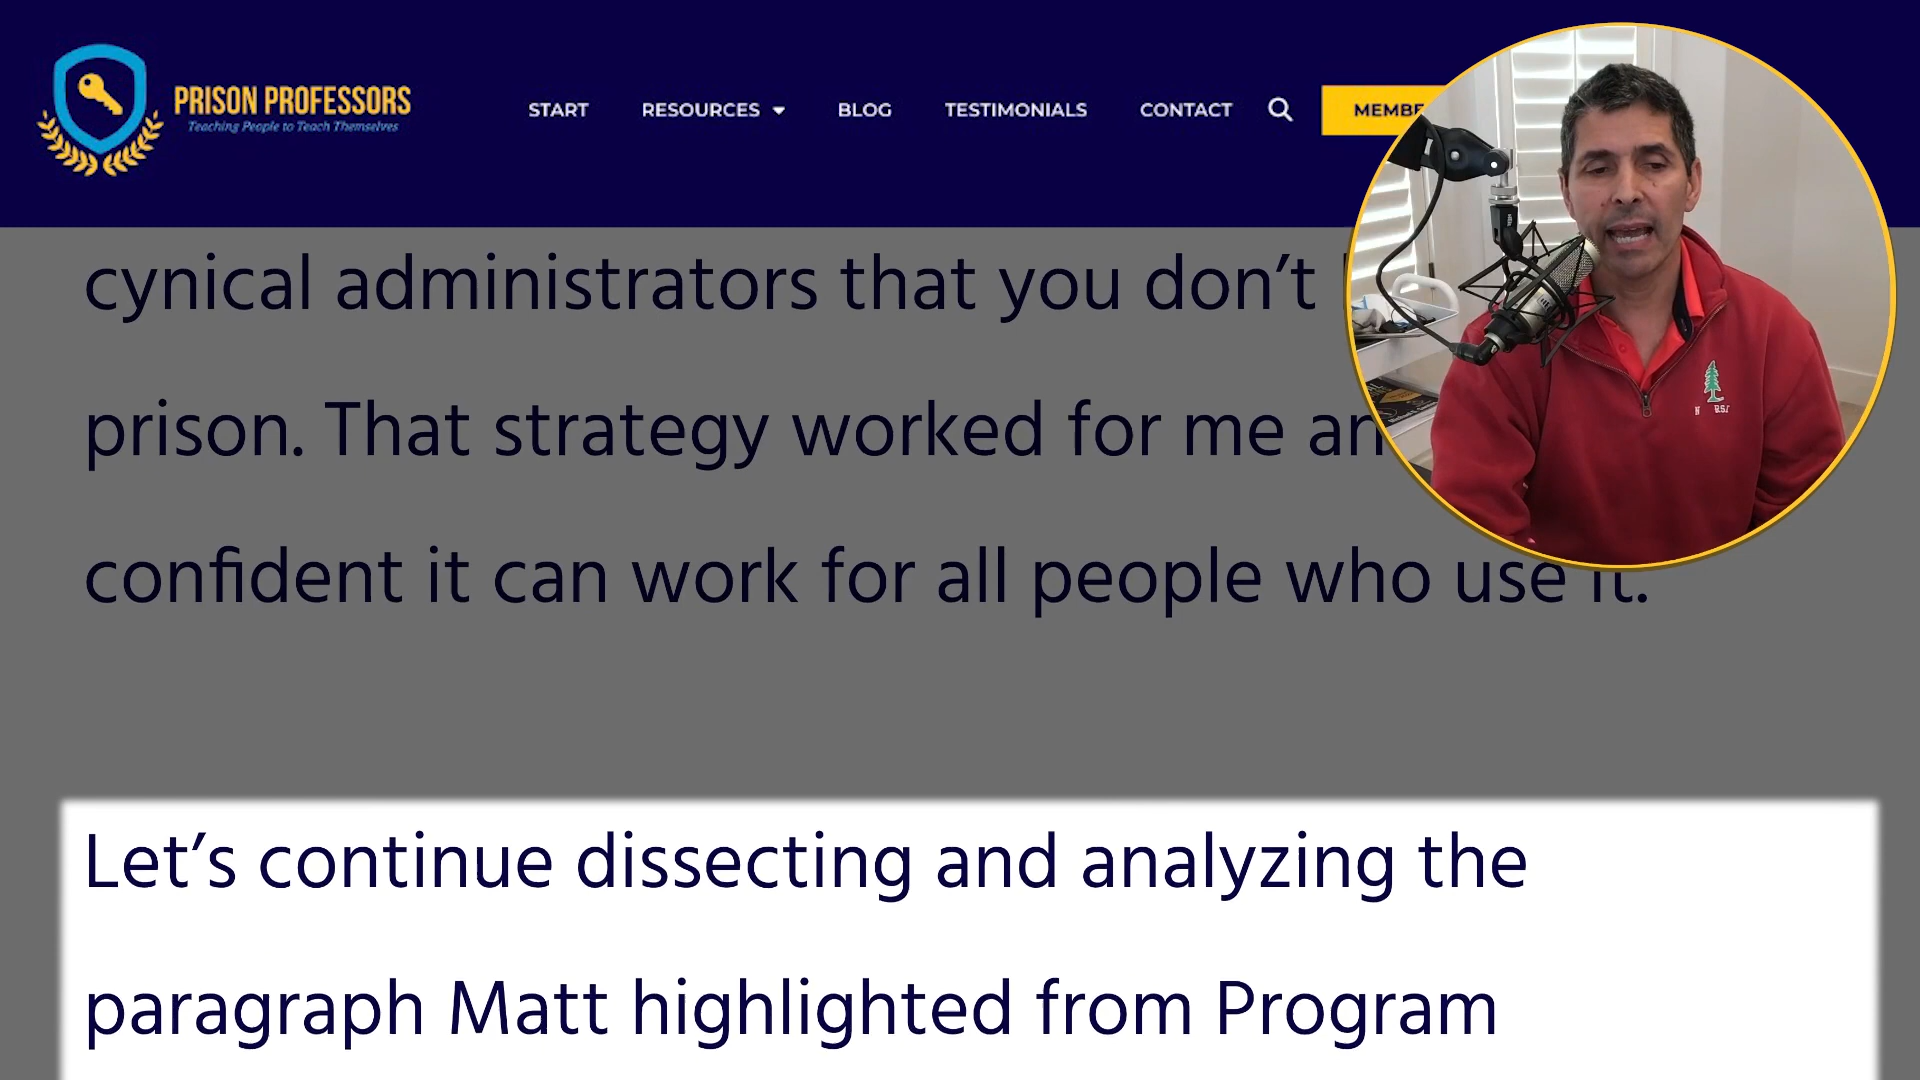 PRISON PROFESSORS
Teaching People to Teach Themselves
START RESOURCES BLOG TESTIMONIALS CONTACT
cynical administrators that you don’t
prison. That strategy worked for me
confident it can work for all people who use it.
Let’s continue dissecting and analyzing the
paragraph Matt highlighted from Program